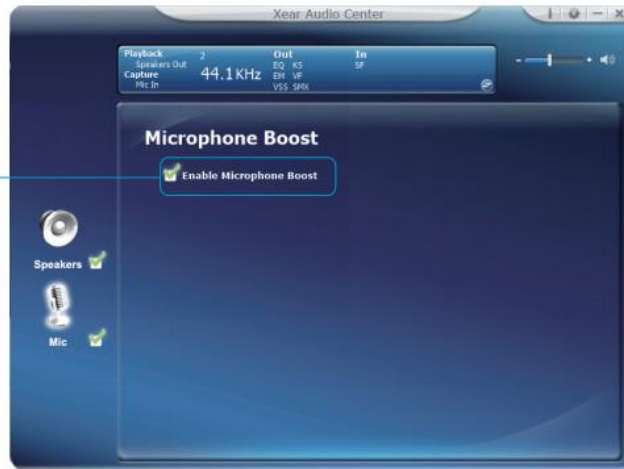 Xear Audio Center
Playback 2 Out In
Speakers Out EQ KS SF
Capture 44.1KHz EM VF
Mic In VSS SMX
Microphone Boost
Enable Microphone Boost
Speakers
Mic